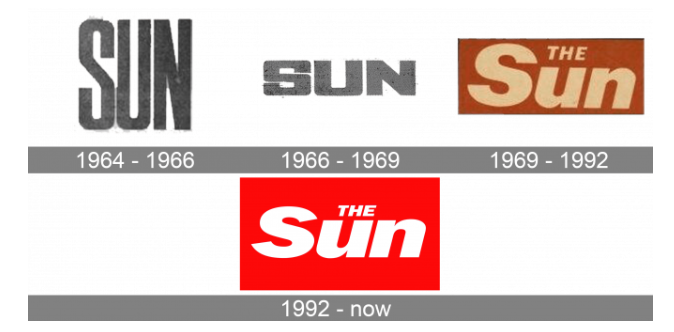 SUN
SUN
THE
Sun
1964 - 1966
1966 - 1969
1969 - 1992
THE
Sun
1992 - now